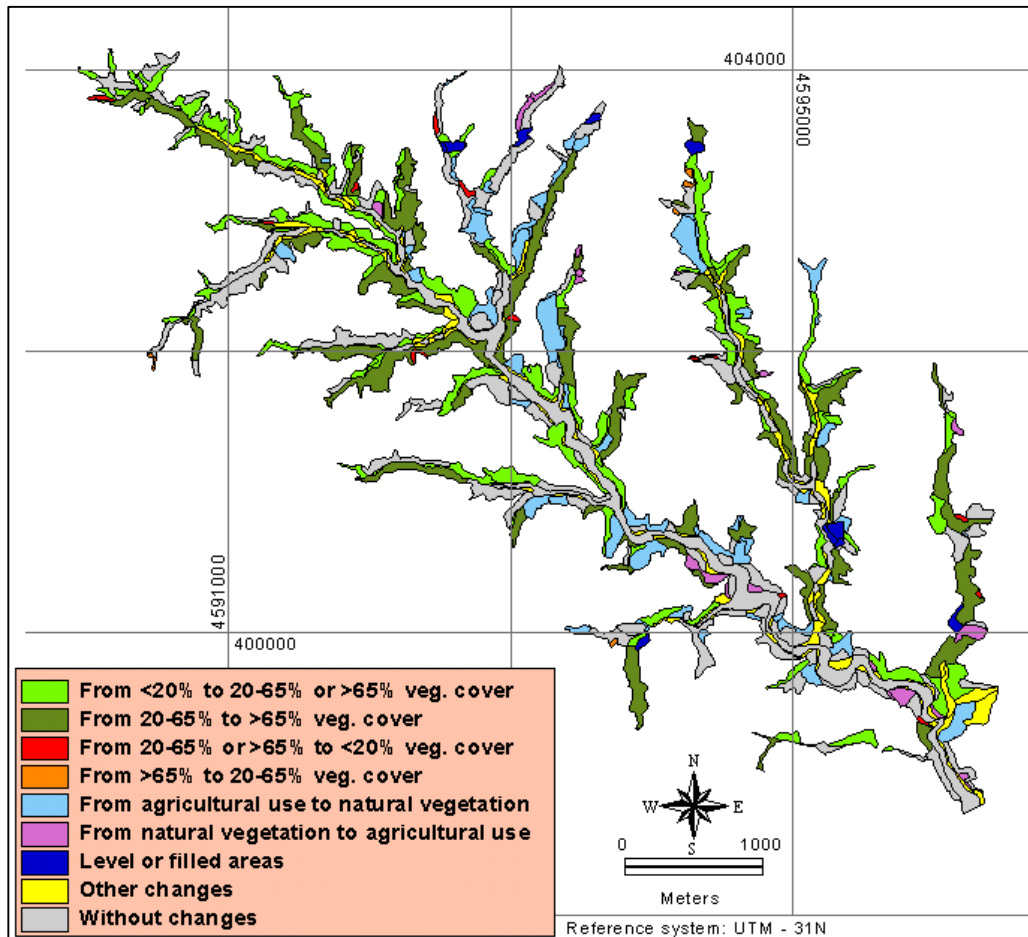 404000
4595000
4591000
400000
From <20% to 20-65% or >65% veg. cover
From 20-65% to >65% veg. cover
From 20-65% or >65% to <20% veg. cover
From >65% to 20-65% veg. cover
From agricultural use to natural vegetation
From natural vegetation to agricultural use
Level or filled areas
Other changes
Without changes
N
W E
S
0 1000
Meters
Reference system: UTM - 31N